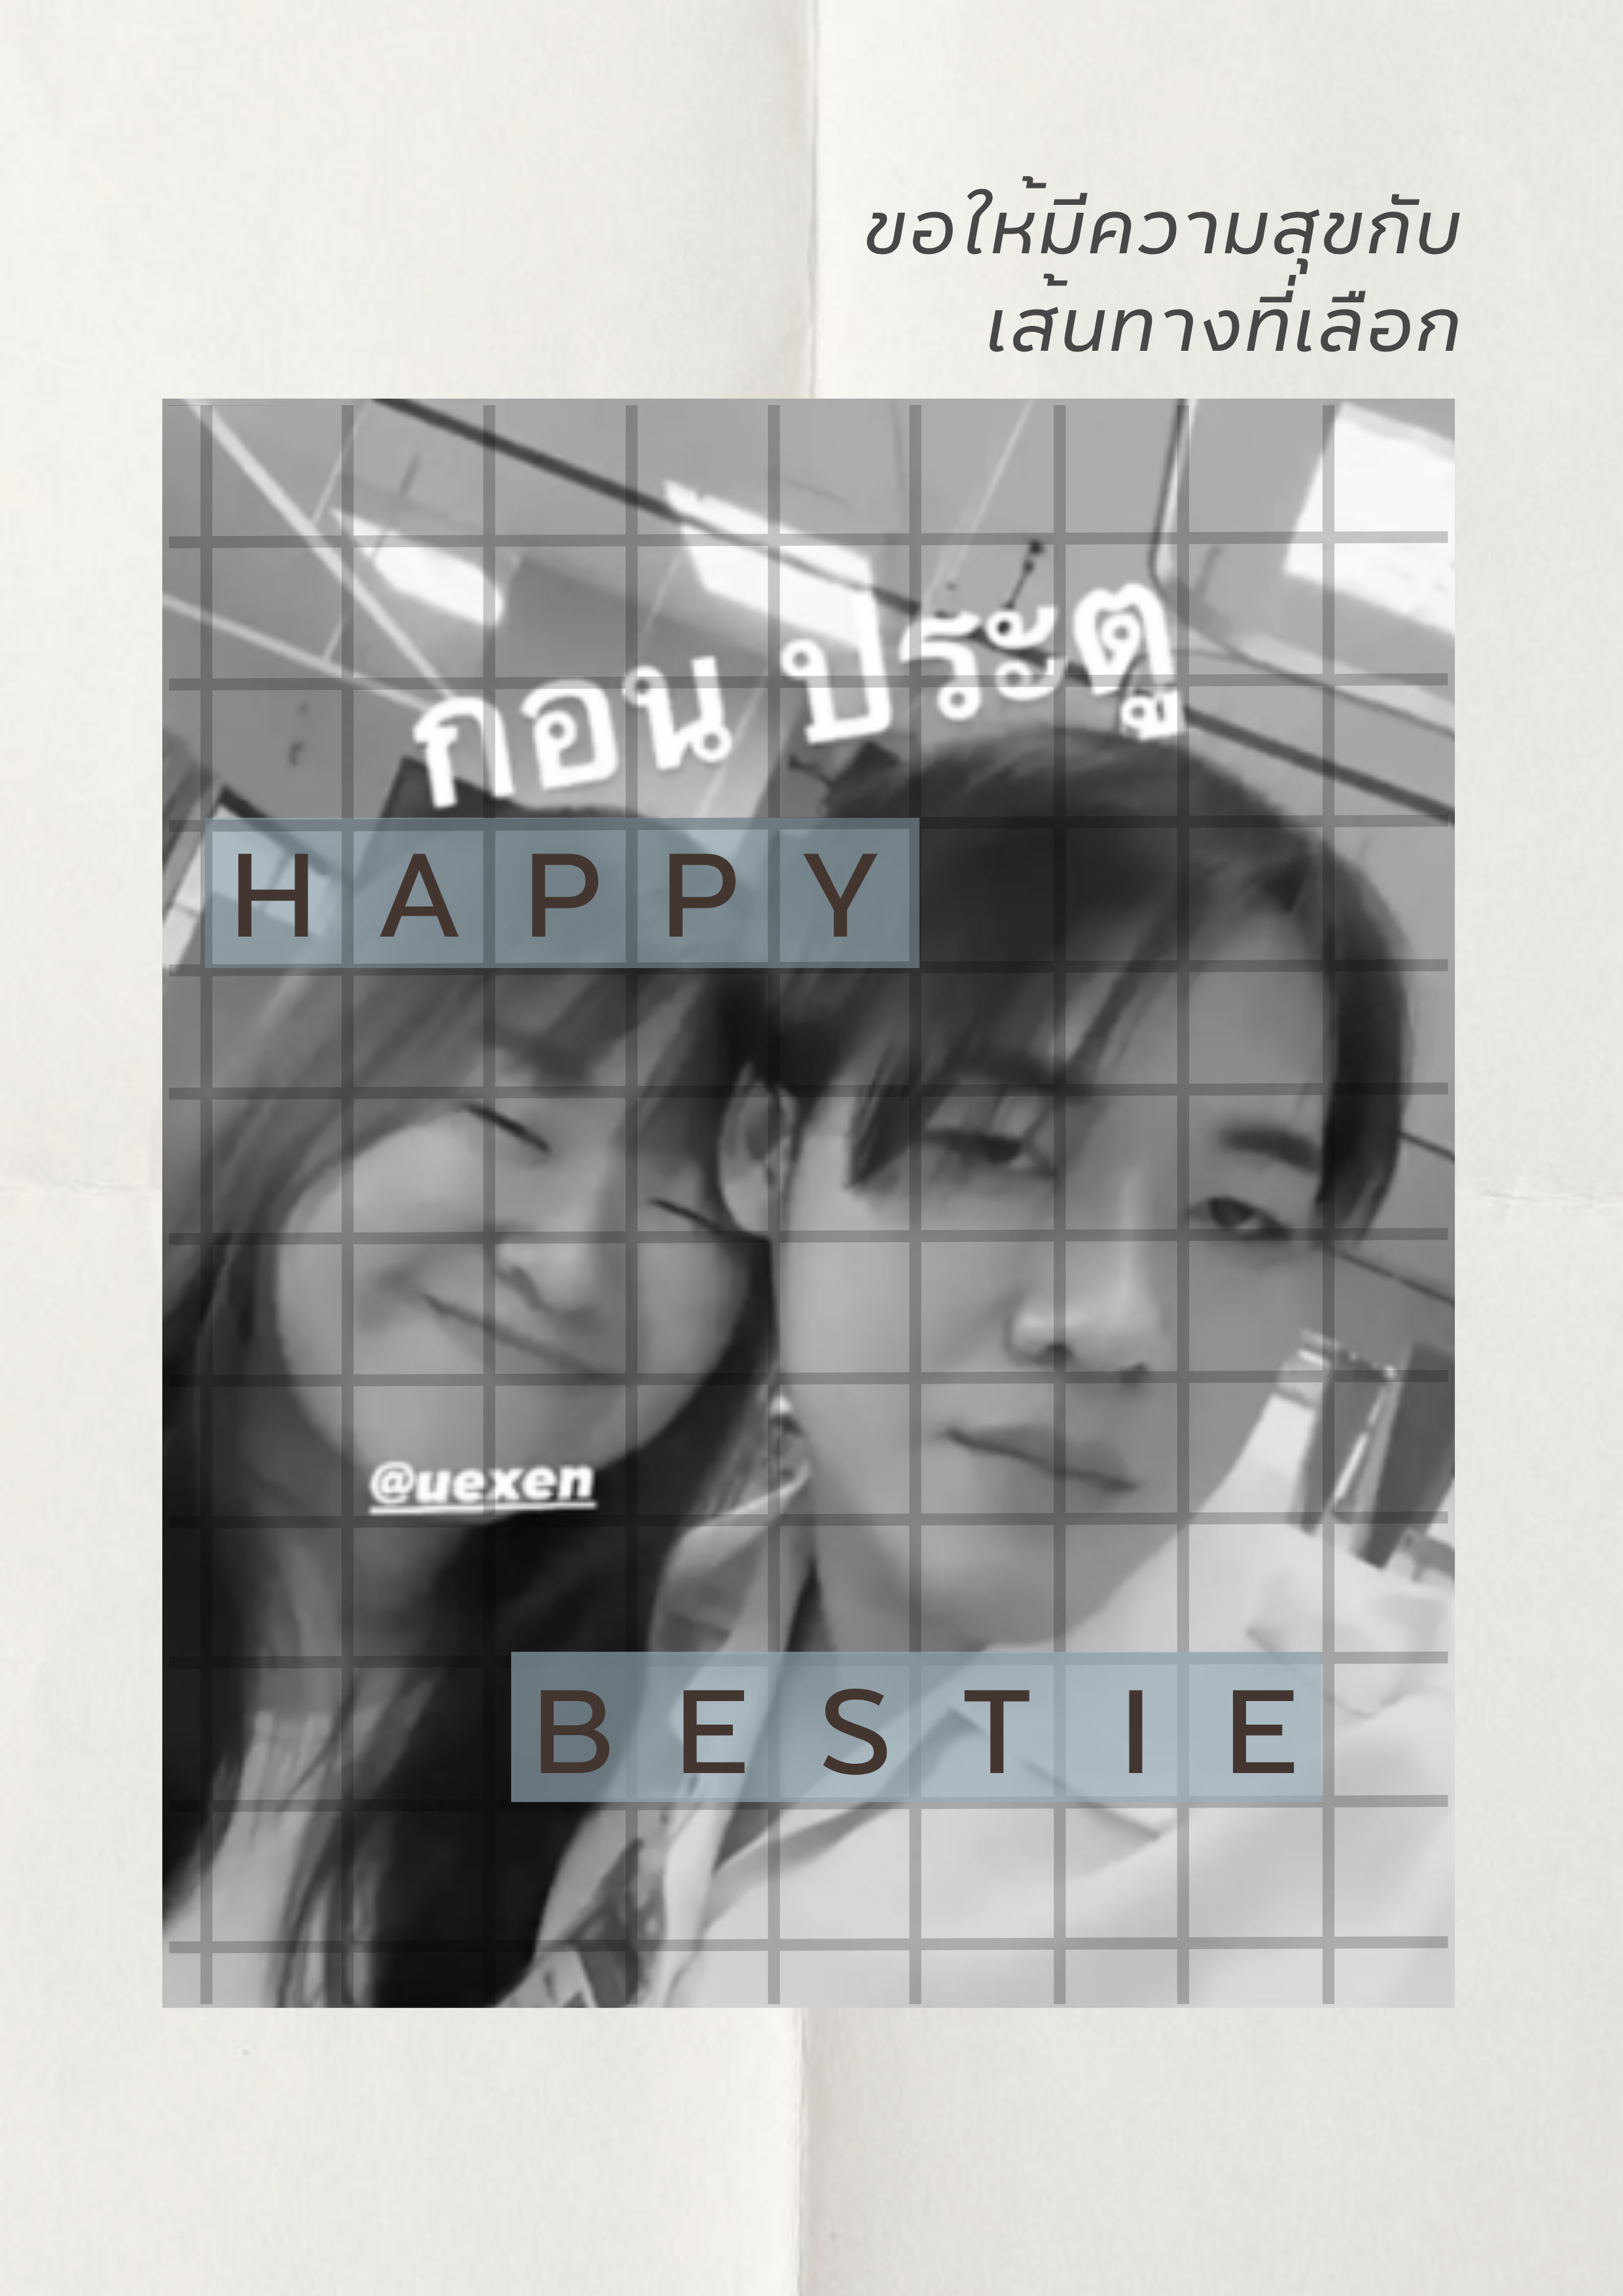 ขอให้มีความสุขกับ
เส้นทางที่เลือก
กอน ประตู
HAPPY
@uexen
BESTIE